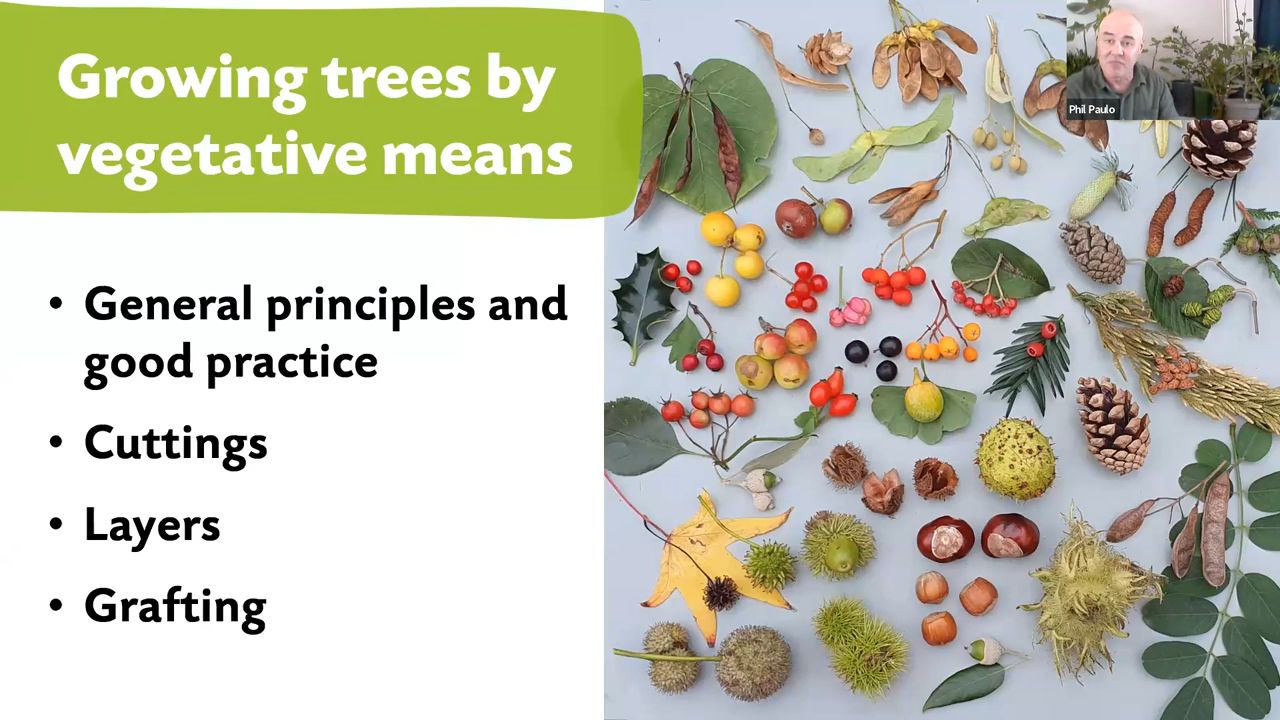 Growing trees by
vegetative means
Phil Paulo
• General principles and
good practice
• Cuttings
• Layers
• Grafting